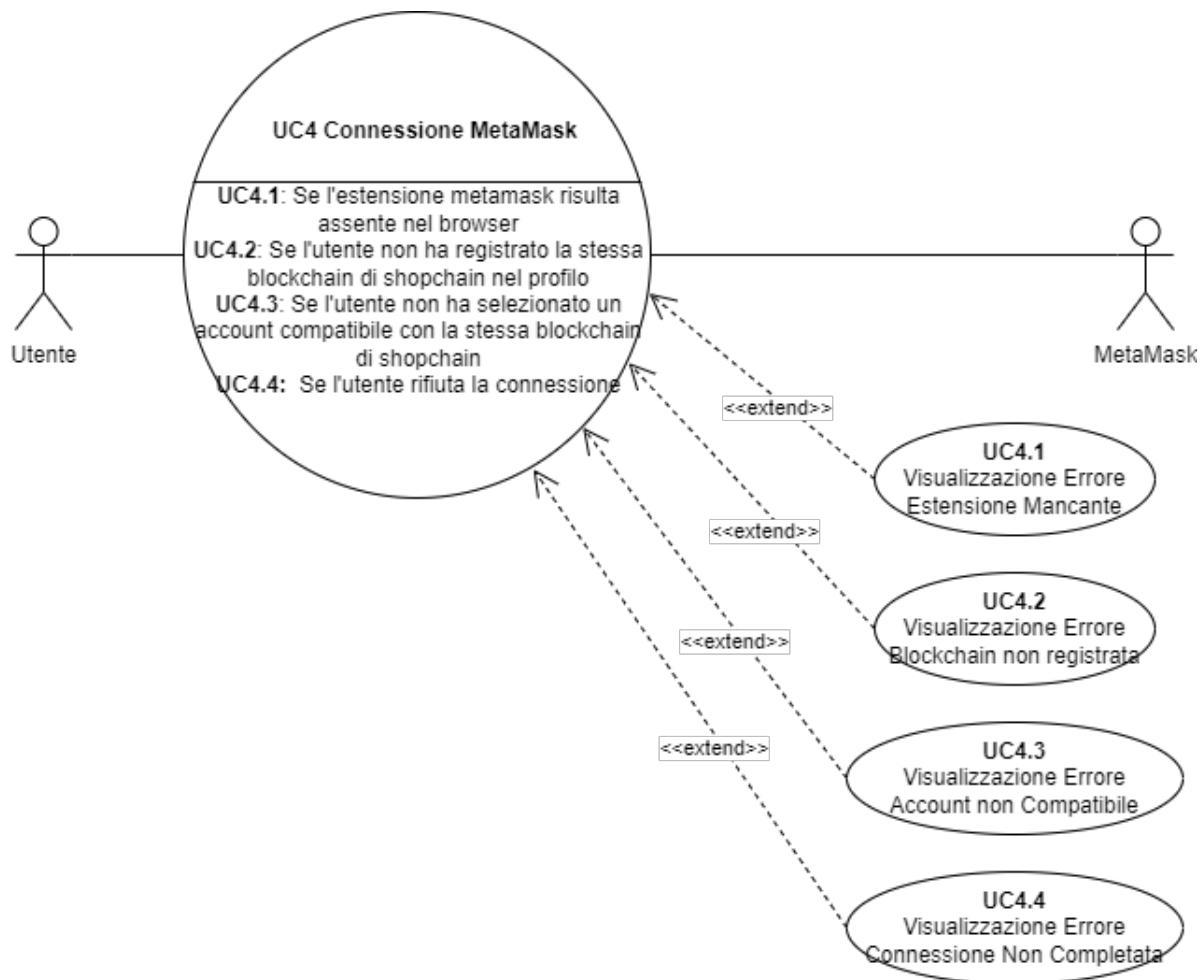 UC4 Connessione MetaMask
UC4.1: Se l'estensione metamask risulta
assente nel browser
UC4.2: Se l'utente non ha registrato la stessa
blockchain di shopchain nel profilo
UC4.3: Se l'utente non ha selezionato un
account compatibile con la stessa blockchain
di shopchain
UC4.4: Se l'utente rifiuta la connessione
Utente
MetaMask
<<extend>>
UC4.1
Visualizzazione Errore
Estensione Mancante
<<extend>>
UC4.2
Visualizzazione Errore
Blockchain non registrata
<<extend>>
UC4.3
Visualizzazione Errore
Account non Compatibile
<<extend>>
UC4.4
Visualizzazione Errore
Connessione Non Completata